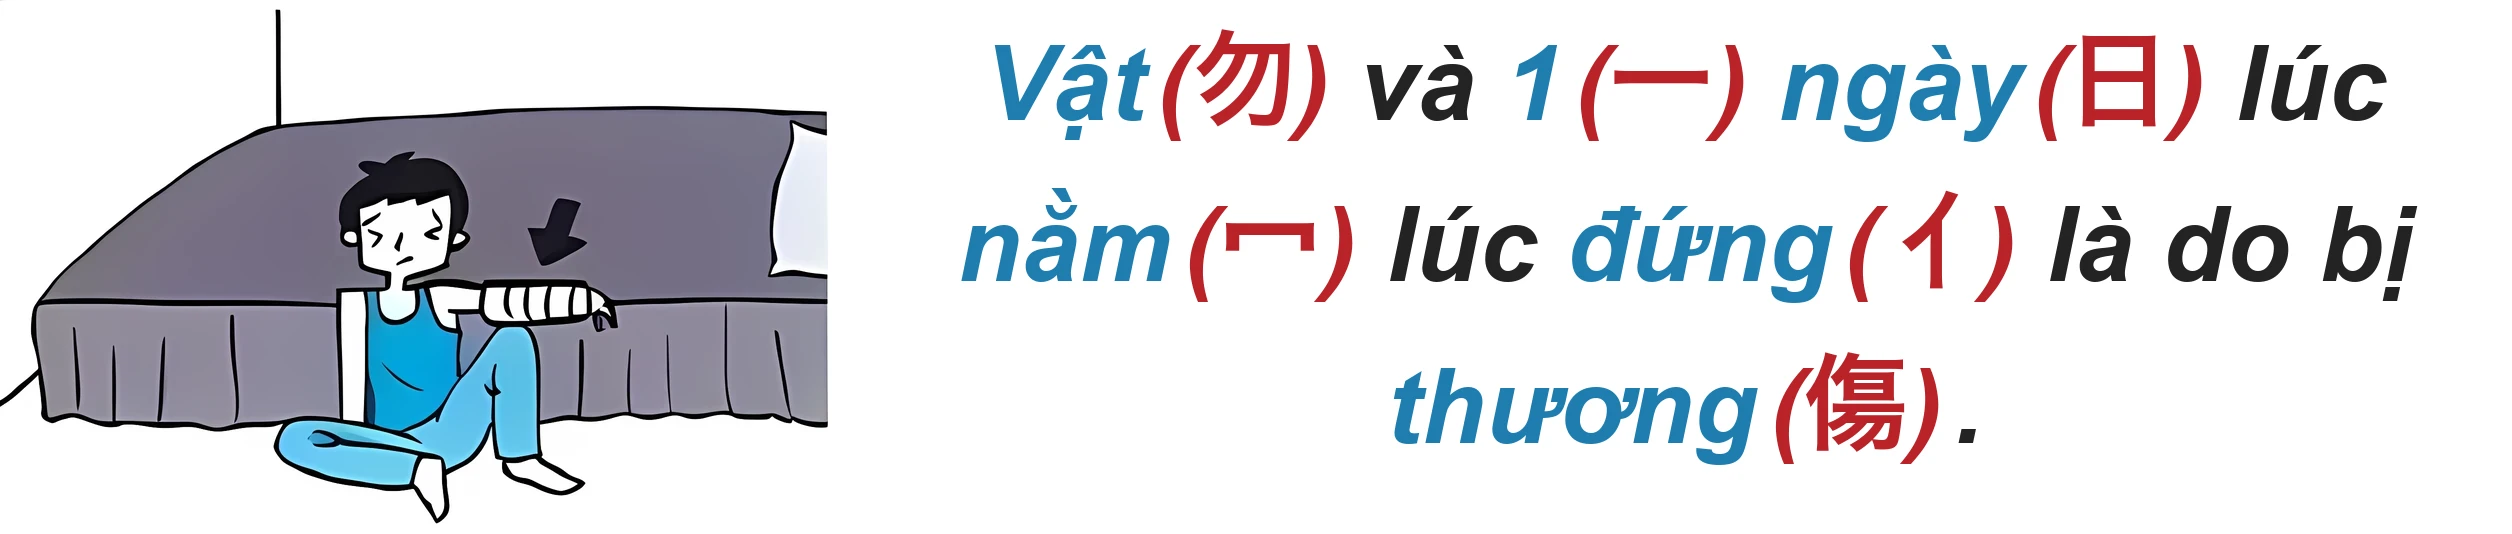 Vật (勿) và 1 (一) ngày (日) lúc
nằm (冖) lúc đứng (亻) là do bị
thương (傷) .